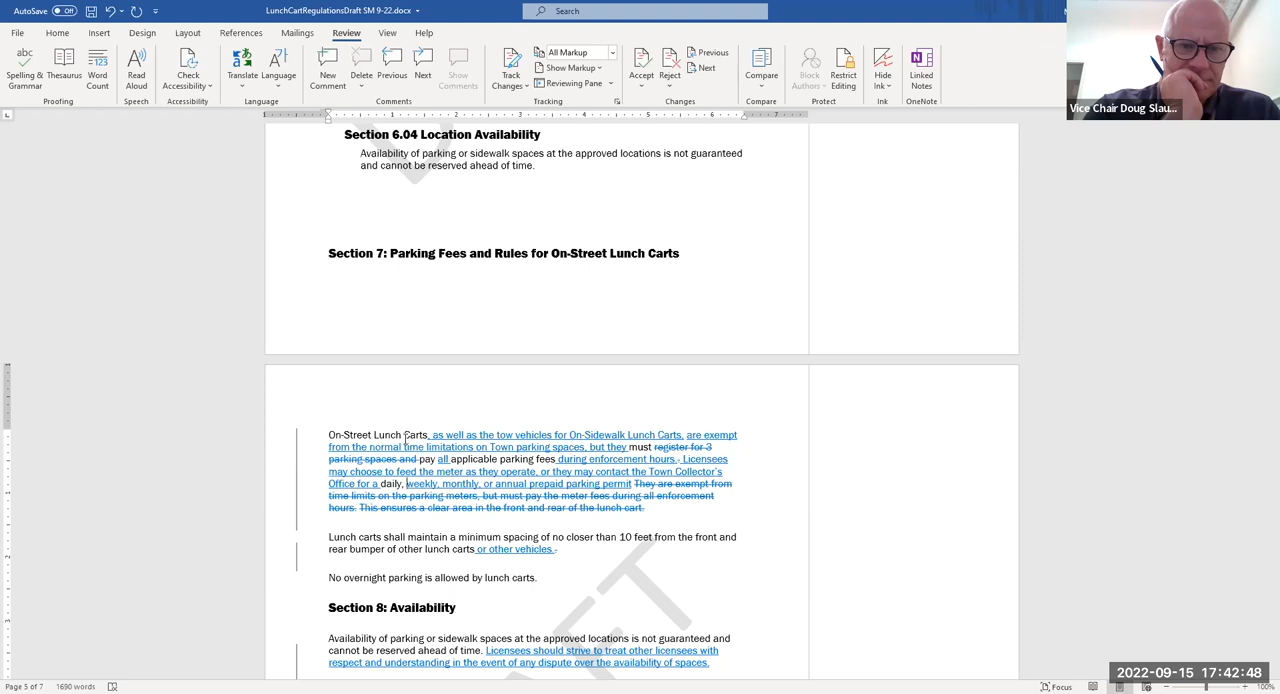 AutoSave Off LunchCartRegulationsDraft SM 9-22.docx Search
File Home Insert Design Layout References Mailings Review View Help
abc Spelling & Grammar Thesaurus Word Count Read Aloud Check Accessibility Translate Language New Comment Delete Previous Next Show Comments Track Changes All Markup Show Markup Reviewing Pane Accept Reject Previous Next Compare Block Authors Restrict Editing Hide Ink Linked Notes
Proofing Speech Accessibility Language Comments Tracking Changes Compare Protect Ink OneNote
Vice Chair Doug Slau...
Section 6.04 Location Availability
Availability of parking or sidewalk spaces at the approved locations is not guaranteed
and cannot be reserved ahead of time.
Section 7: Parking Fees and Rules for On-Street Lunch Carts
On-Street Lunch Carts, as well as the tow vehicles for On-Sidewalk Lunch Carts, are exempt
from the normal time limitations on Town parking spaces, but they must register for 3
parking spaces and pay all applicable parking fees during enforcement hours. Licensees
may choose to feed the meter as they operate, or they may contact the Town Collector's
Office for a daily, weekly, monthly, or annual prepaid parking permit They are exempt from
time limits on the parking meters, but must pay the meter fees during all enforcement
hours. This ensures a clear area in the front and rear of the lunch cart.
Lunch carts shall maintain a minimum spacing of no closer than 10 feet from the front and
rear bumper of other lunch carts or other vehicles .
No overnight parking is allowed by lunch carts.
Section 8: Availability
Availability of parking or sidewalk spaces at the approved locations is not guaranteed and
cannot be reserved ahead of time. Licensees should strive to treat other licensees with
respect and understanding in the event of any dispute over the availability of spaces.
2022-09-15 17:42:48
Page 5 of 7 1690 words Focus 100%